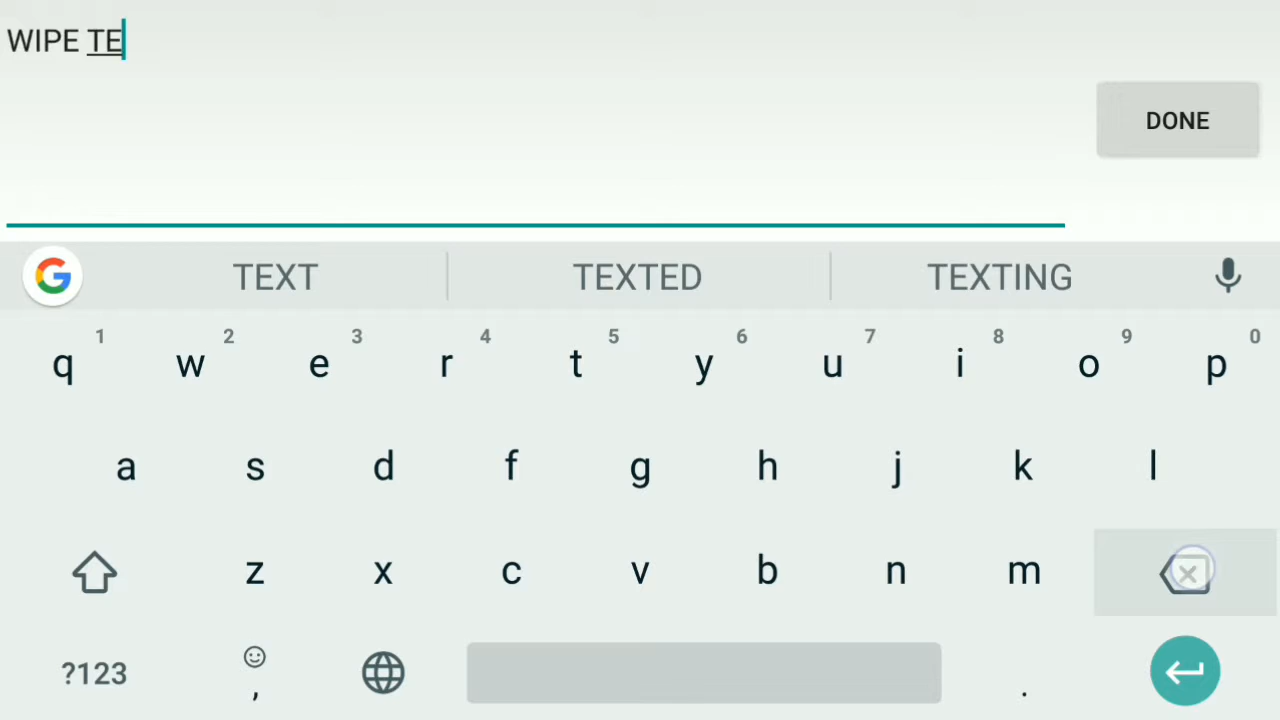 WIPE TE
DONE
TEXT TEXTED TEXTING
1 2 3 4 5 6 7 8 9 0
q w e r t y u i o p
a s d f g h j k l
z x c v b n m
?123 , .